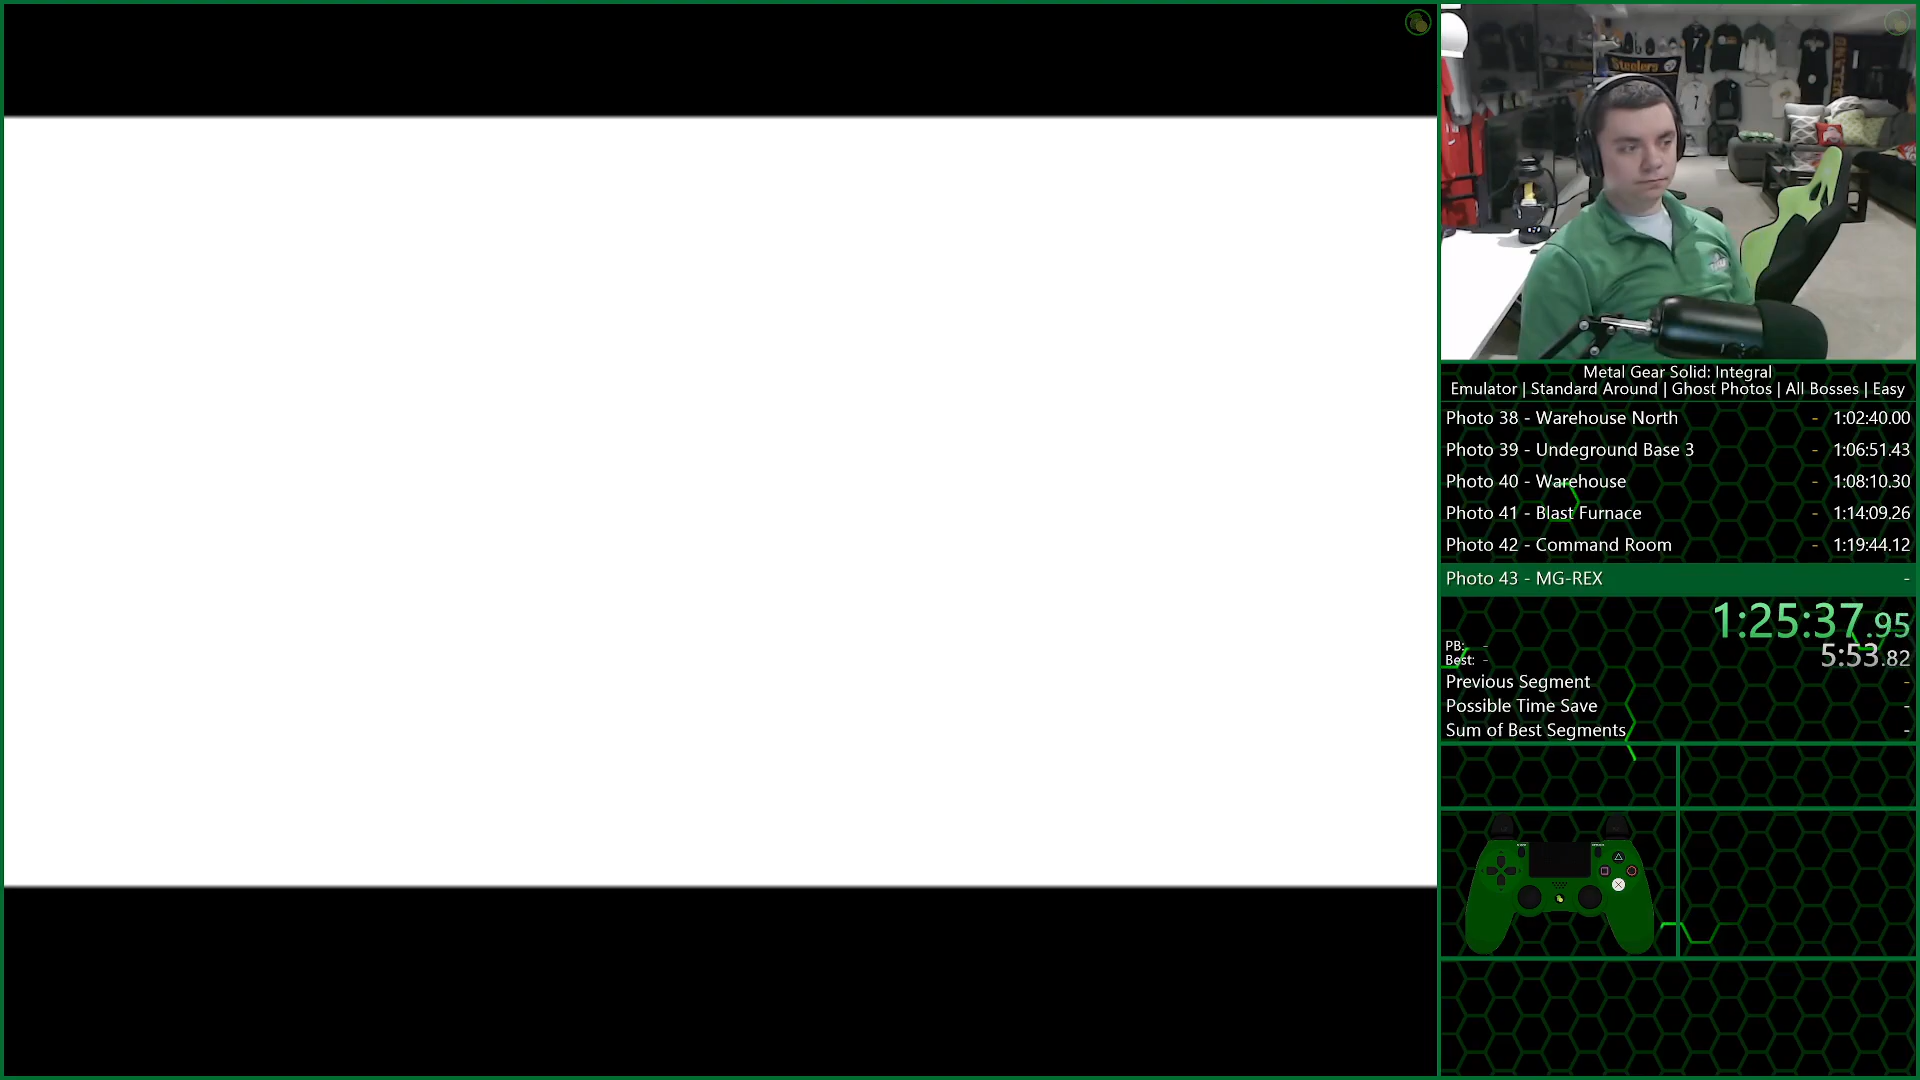 Steelers
Metal Gear Solid: Integral
Emulator | Standard Around | Ghost Photos | All Bosses | Easy
Photo 38 - Warehouse North - 1:02:40.00
Photo 39 - Undeground Base 3 - 1:06:51.43
Photo 40 - Warehouse - 1:08:10.30
Photo 41 - Blast Furnace - 1:14:09.26
Photo 42 - Command Room - 1:19:44.12
Photo 43 - MG-REX -
1:25:37.95
PB: -
5:53.82
Best: -
Previous Segment -
Possible Time Save -
Sum of Best Segments -